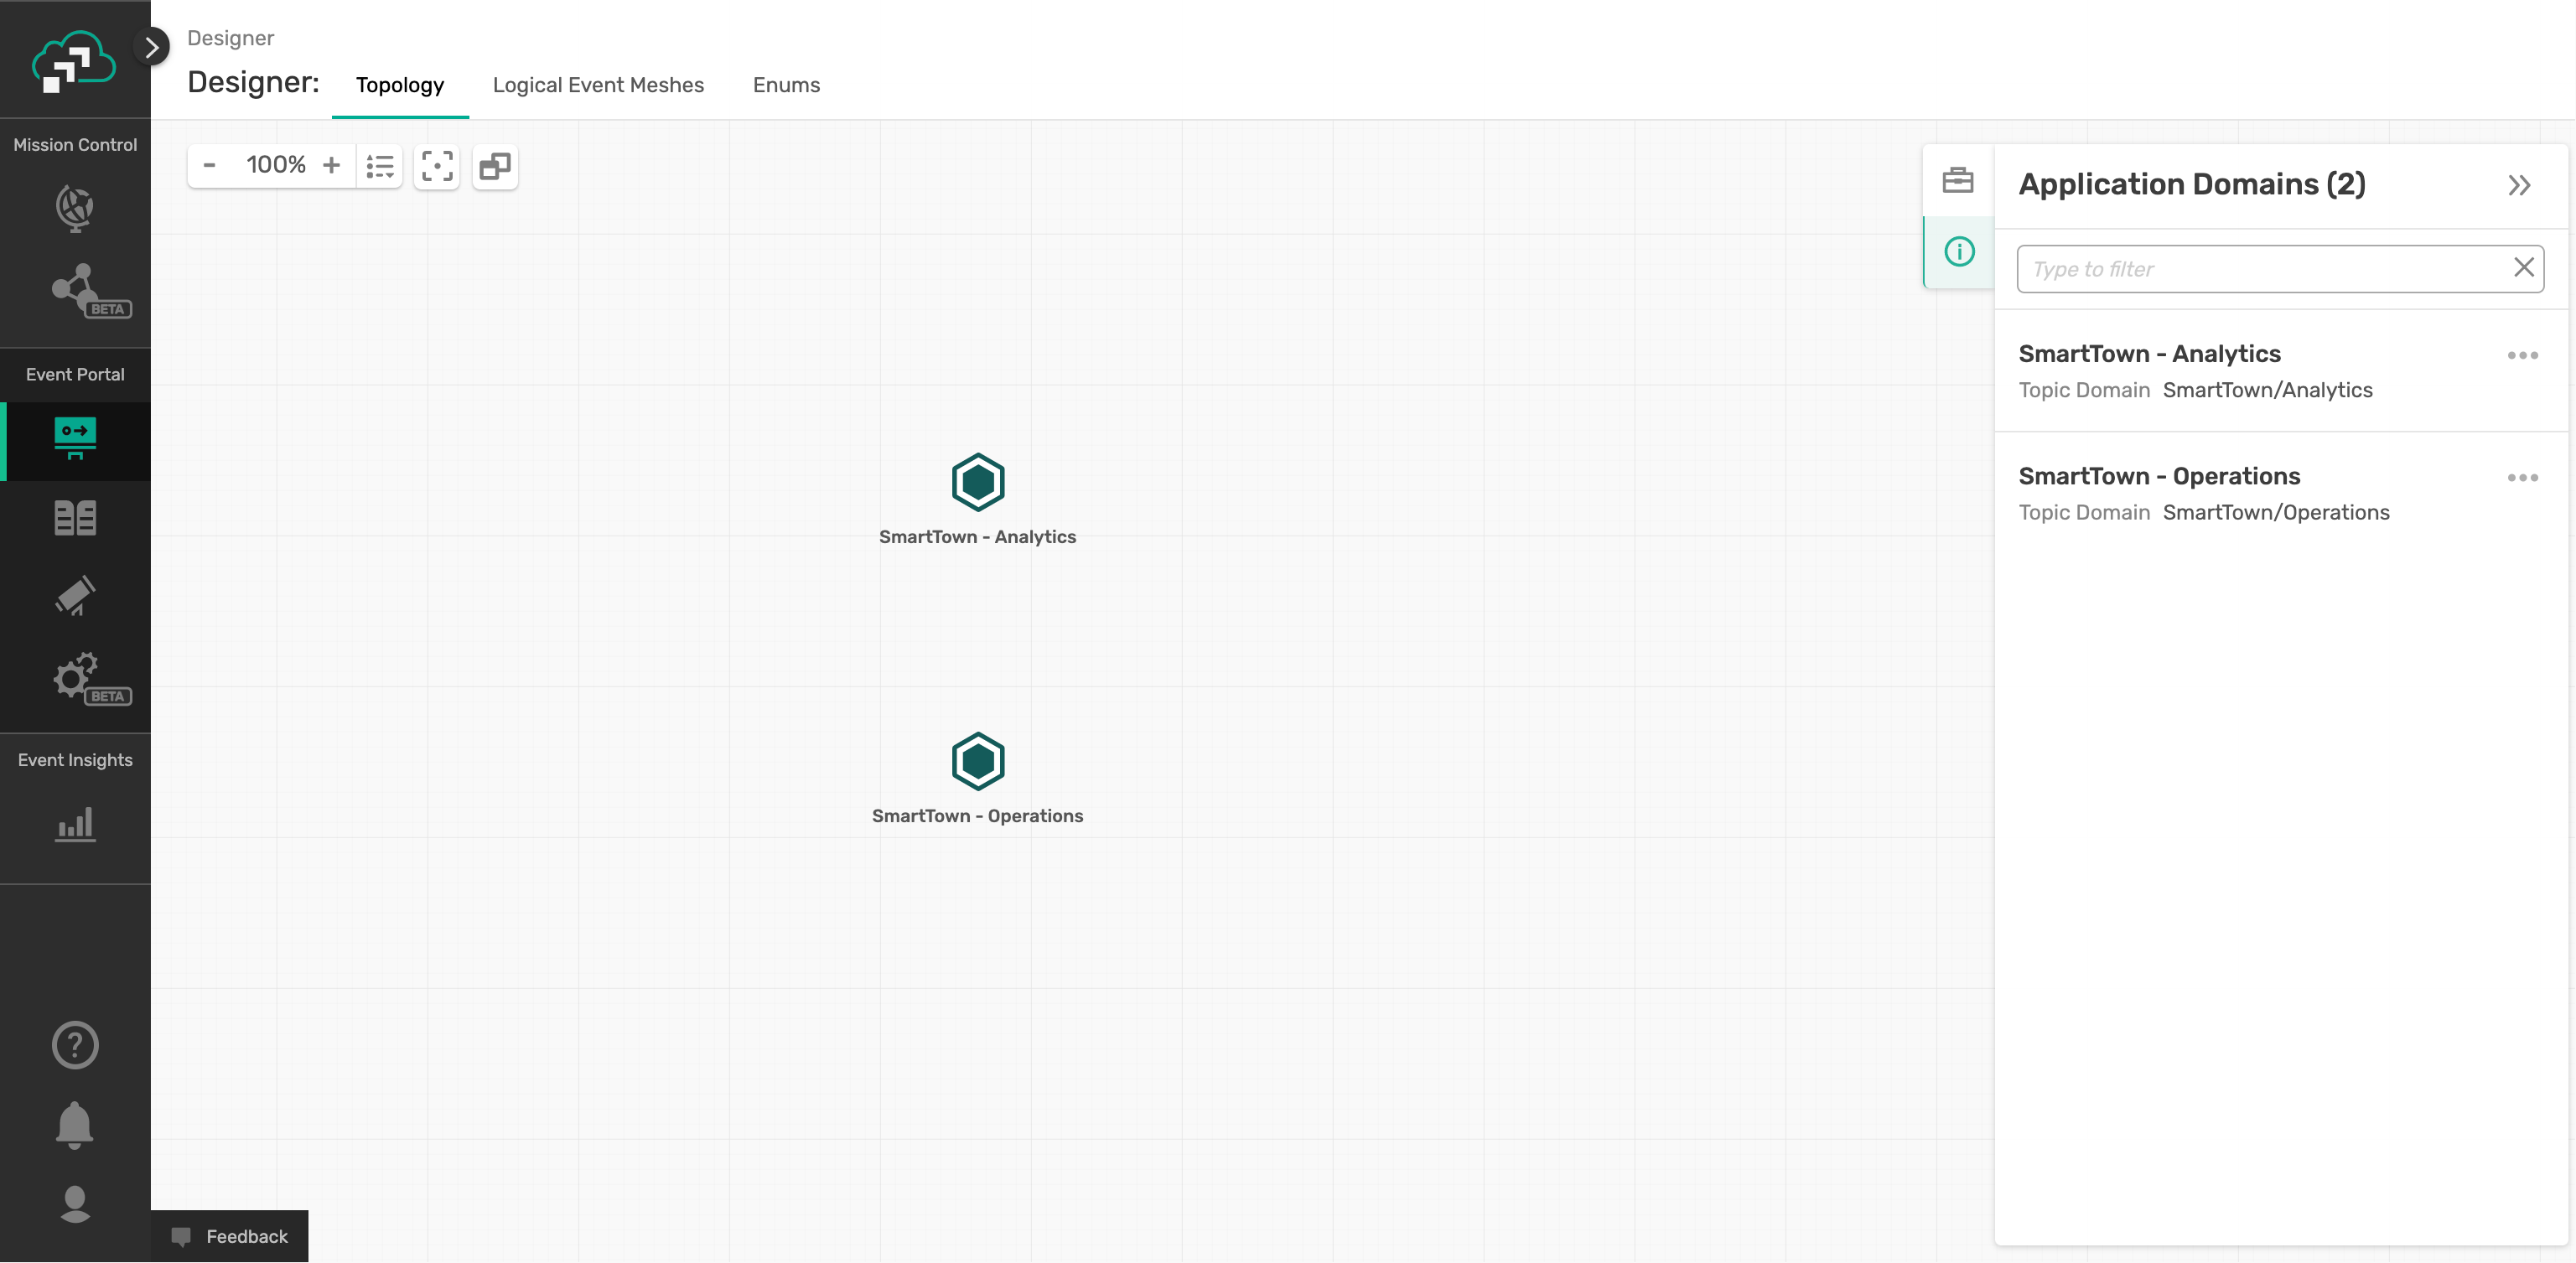 Designer
Designer:
Topology
Logical Event Meshes
Enums
Mission Control
BETA
Event Portal
BETA
Event Insights
- 100% +
SmartTown - Analytics
SmartTown - Operations
Application Domains (2)
Type to filter
SmartTown - Analytics
Topic Domain SmartTown/Analytics
SmartTown - Operations
Topic Domain SmartTown/Operations
Feedback